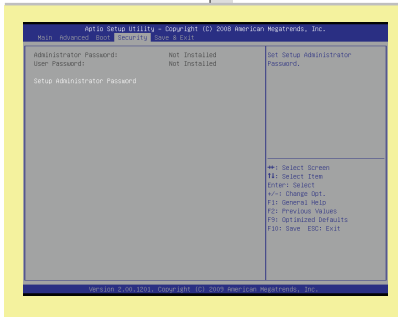 Aptio Setup Utility - Copyright (C) 2008 American Megatrends, Inc.
Main Advanced Boot Security Save & Exit
Administrator Password: Not Installed
User Password: Not Installed
Setup Aptio Administrator Password
Set Setup Administrator
Password.
↔: Select Screen
↑↓: Select Item
Enter: Select
+/-: Change Opt.
F1: General Help
F2: Previous Values
F9: Optimized Defaults
F10: Save ESC: Exit
Version 2.00.1201. Copyright (C) 2009 American Megatrends, Inc.